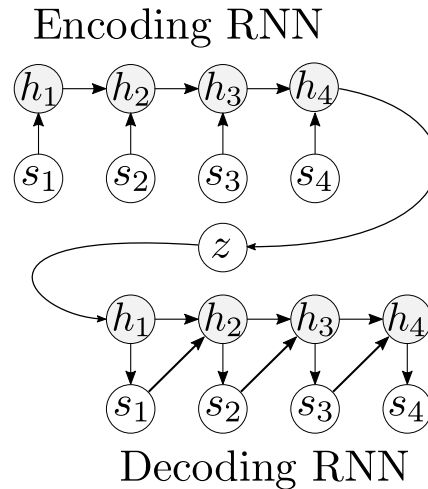 Encoding RNN
h₁ h₂ h₃ h₄
s₁ s₂ s₃ s₄
z
h₁ h₂ h₃ h₄
s₁ s₂ s₃ s₄
Decoding RNN